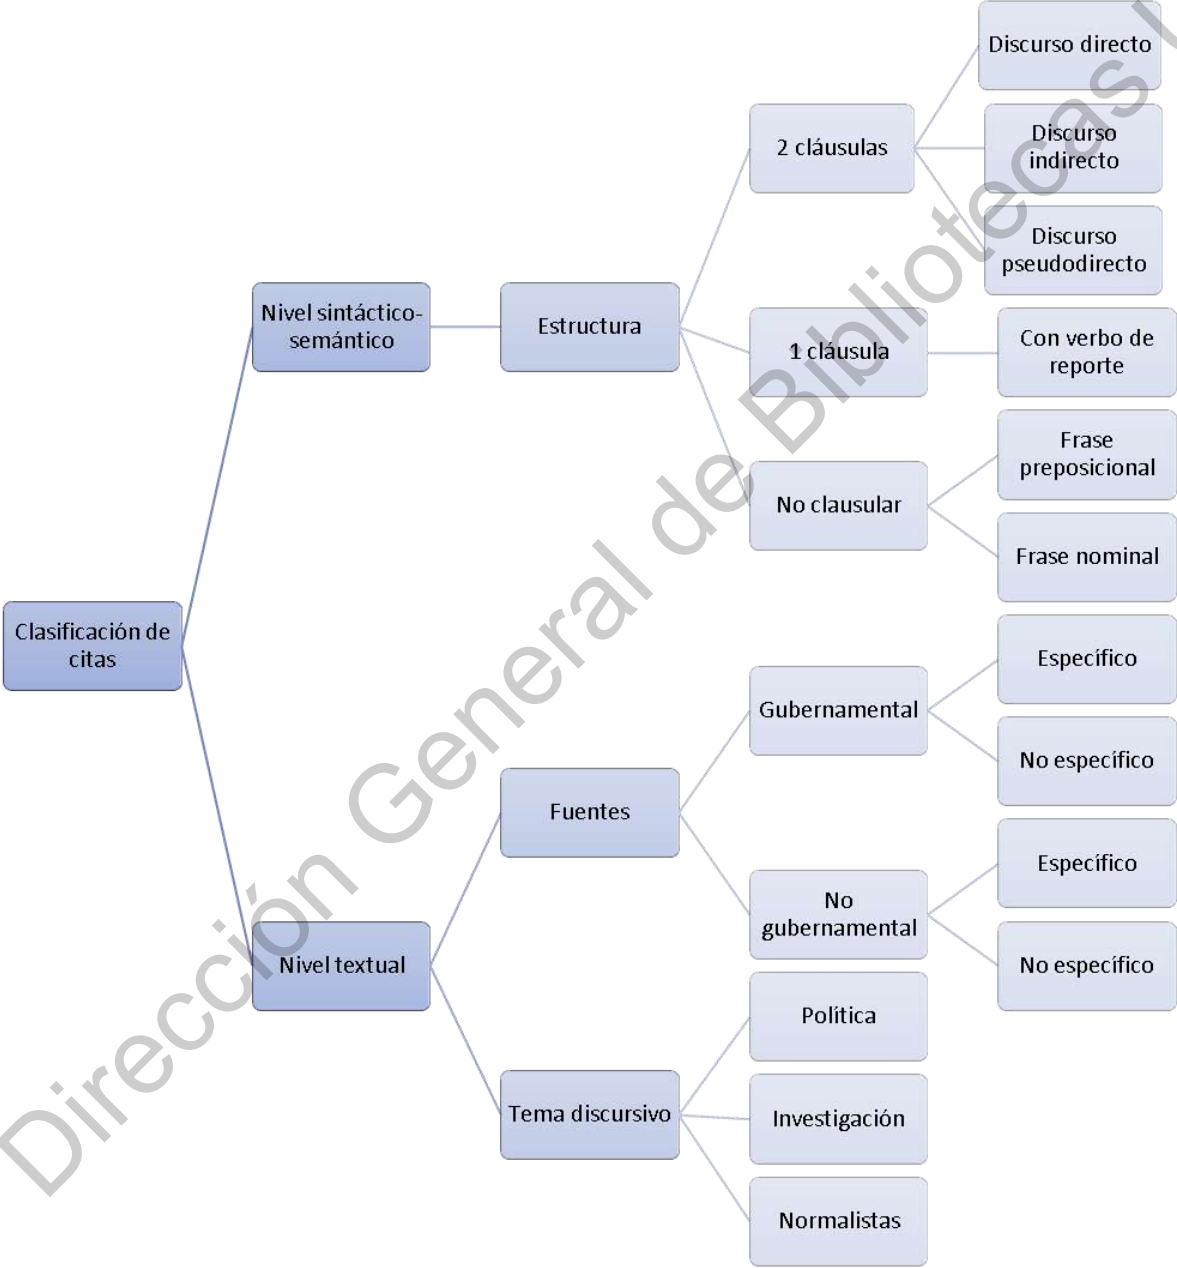 Discurso directo
2 cláusulas
Discurso
indirecto
Discurso
pseudodirecto
Nivel sintáctico-
semántico
Estructura
1 cláusula
Con verbo de
reporte
No clausular
Frase
preposicional
Frase nominal
Clasificación de
citas
Gubernamental
Específico
No específico
Fuentes
No
gubernamental
Específico
No específico
Nivel textual
Tema discursivo
Política
Investigación
Normalistas
Dirección General de Bibliotecas